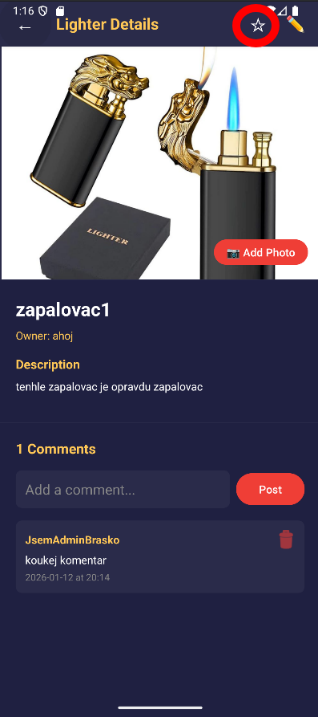 1:16
Lighter Details
LIGHTER
Add Photo
zapalovac1
Owner: ahoj
Description
tenhle zapalovac je opravdu zapalovac
1 Comments
Add a comment...
Post
JsemAdminBrasko
koukej komentar
2026-01-12 at 20:14